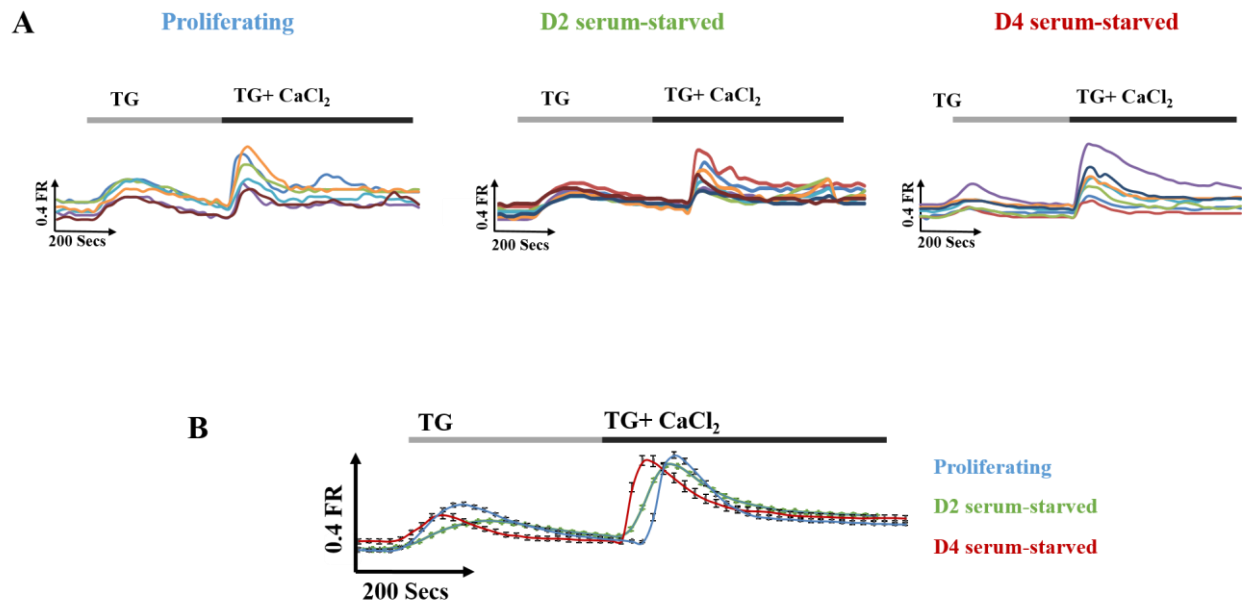 A
Proliferating
D2 serum-starved
D4 serum-starved
TG
TG+ CaCl₂
TG
TG+ CaCl₂
TG
TG+ CaCl₂
0.4 FR
200 Secs
0.4 FR
200 Secs
0.4 FR
200 Secs
B
TG
TG+ CaCl₂
0.4 FR
200 Secs
Proliferating
D2 serum-starved
D4 serum-starved